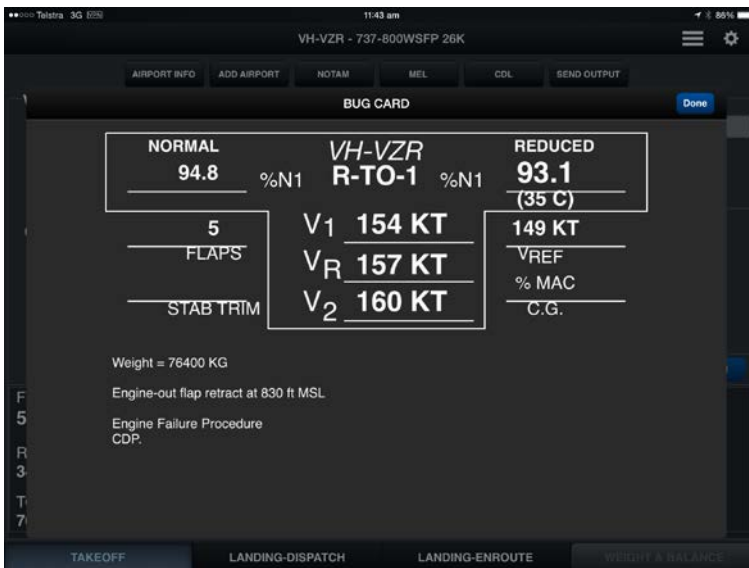 Telstra 3G 11:43 am 86%
VH-VZR - 737-800WSFP 26K
AIRPORT INFO ADD AIRPORT NOTAM MEL CDL SEND OUTPUT
BUG CARD Done
NORMAL VH-VZR REDUCED
94.8 %N1 R-TO-1 %N1 93.1
(35 C)
5 V1 154 KT 149 KT
FLAPS VREF
VR 157 KT
% MAC
STAB TRIM V2 160 KT C.G.
Weight = 76400 KG
Engine-out flap retract at 830 ft MSL
Engine Failure Procedure
CDP.
TAKEOFF LANDING-DISPATCH LANDING-ENROUTE WEIGHT & BALANCE